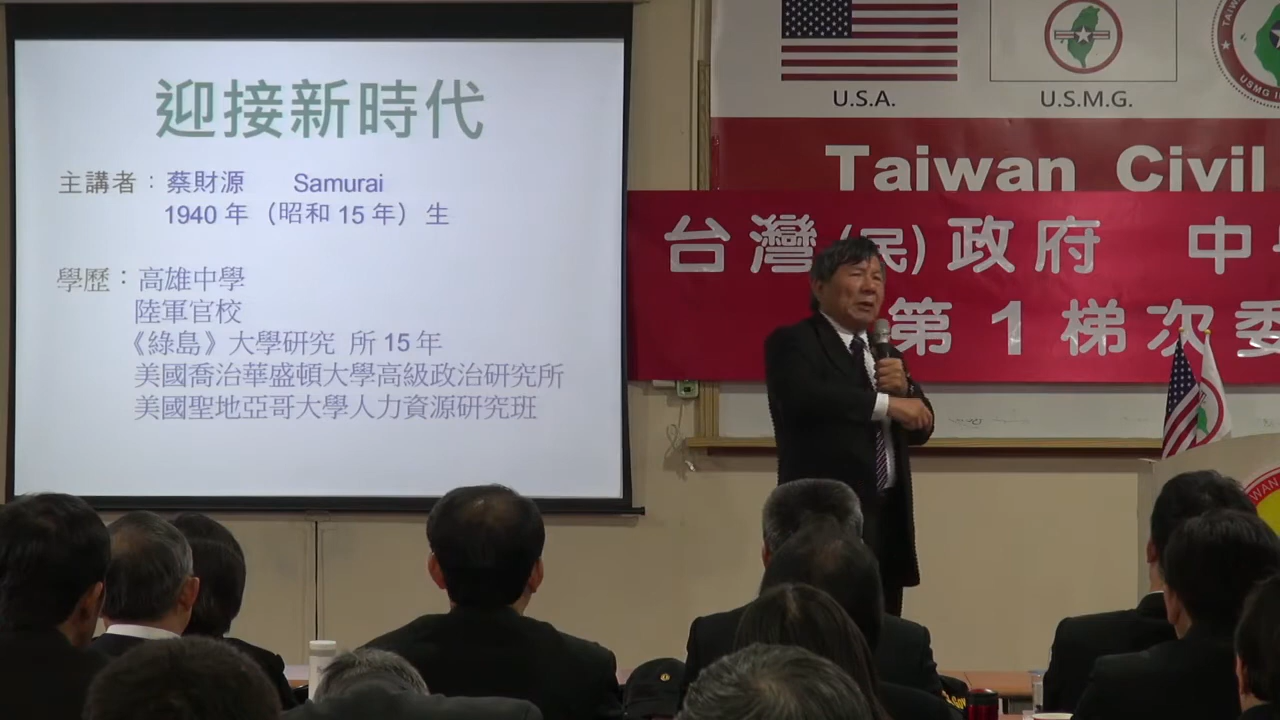 迎接新時代
主講者：蔡財源 Samurai
1940 年（昭和 15 年）生
學歷：高雄中學
陸軍官校
《綠島》大學研究 所 15 年
美國喬治華盛頓大學高級政治研究所
美國聖地亞哥大學人力資源研究班
U.S.A.
U.S.M.G.
USMG
Taiwan Civil
台灣(民)政府 中
第 1 梯次委